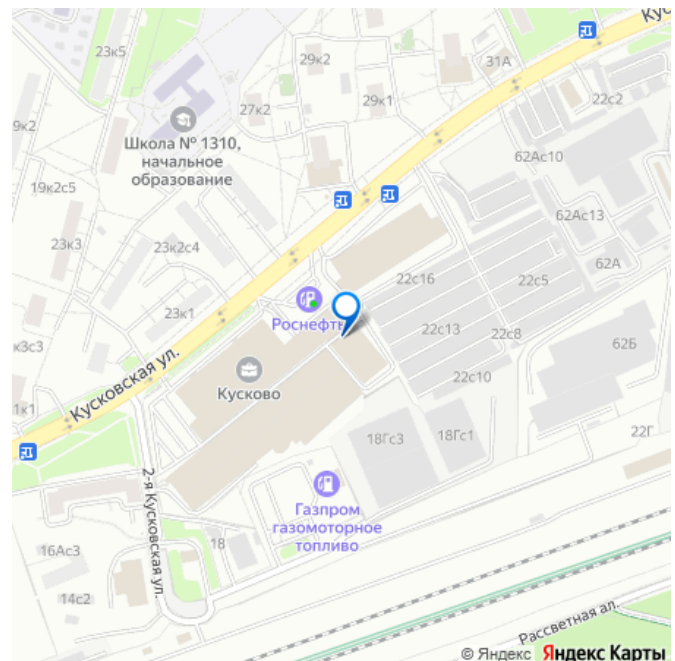 Кус
23к5
29к2
31А
22с2
29к1
27к2
9к2
Школа № 1310,
начальное
образование
62Ас10
19к2с5
62Ас13
23к3
23к2с4
62А
22с16
22с5
Роснефть
23к1
22с13
22с8
62Б
к3с3
Кусковская ул.
Кусково
22с10
1к1
18Гс3
18Гс1
22Г
2-я Кусковская ул.
Газпром
газомоторное
топливо
18
16Ас3
14с2
Рассветная ал.
© Яндекс Яндекс Карты